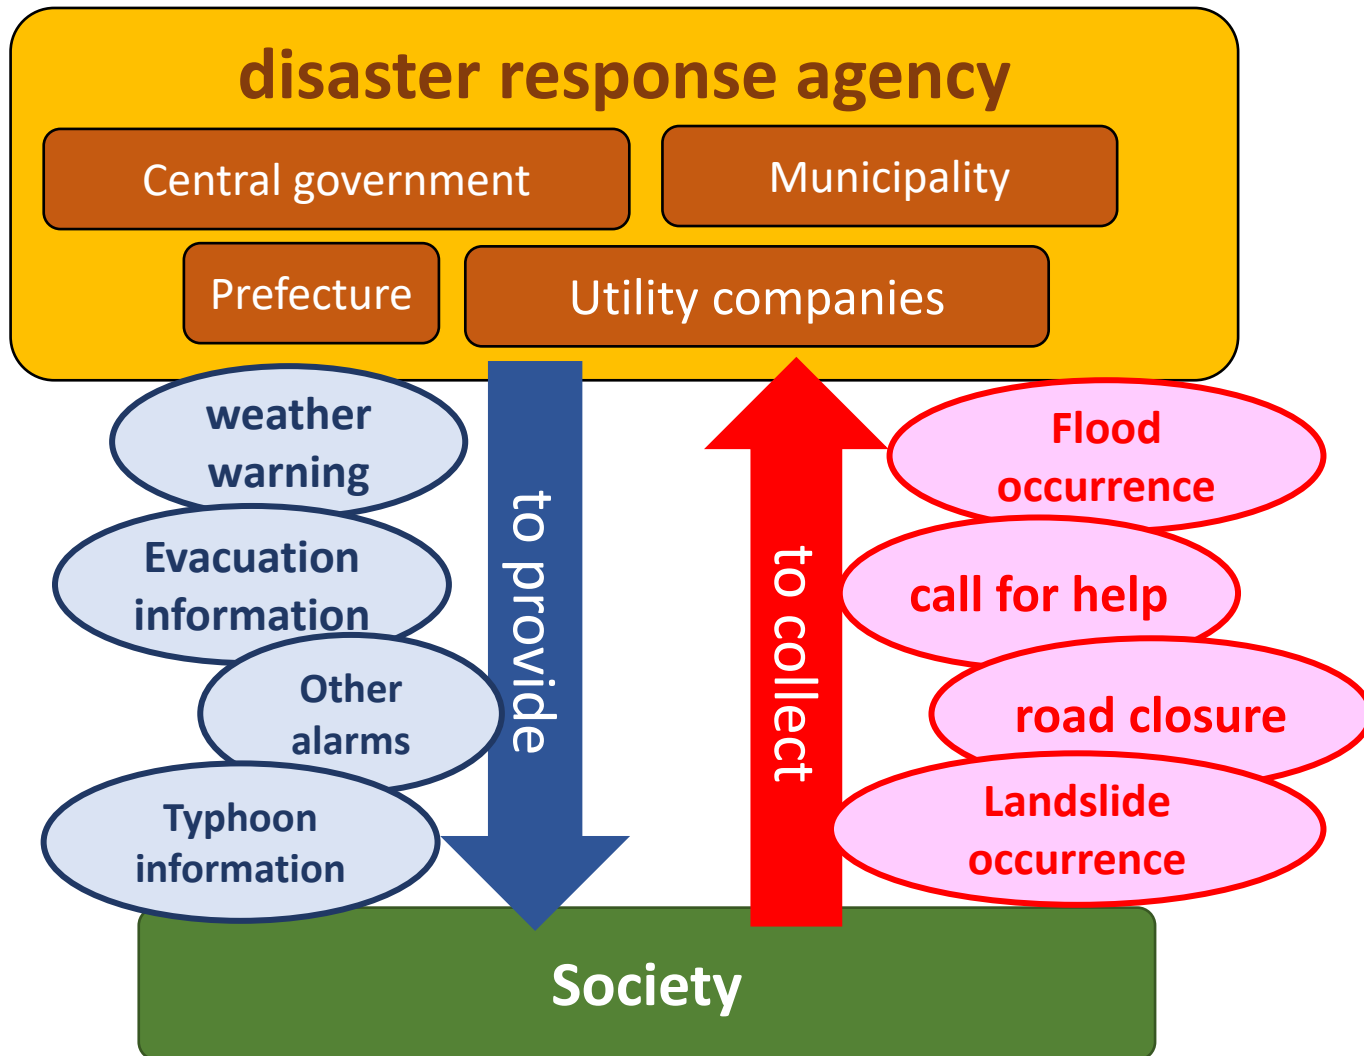 disaster response agency
Central government
Municipality
Prefecture
Utility companies
weather
warning
Evacuation
information
Other
alarms
Typhoon
information
to provide
to collect
Flood
occurrence
call for help
road closure
Landslide
occurrence
Society